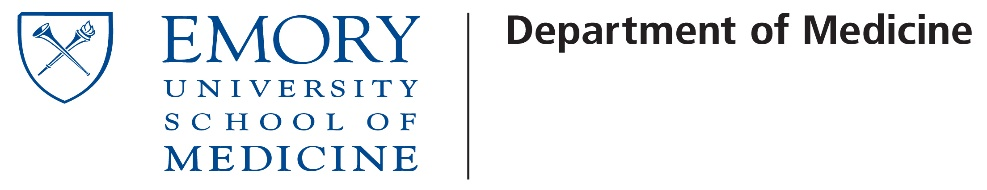 EMORY
UNIVERSITY
SCHOOL OF
MEDICINE
Department of Medicine